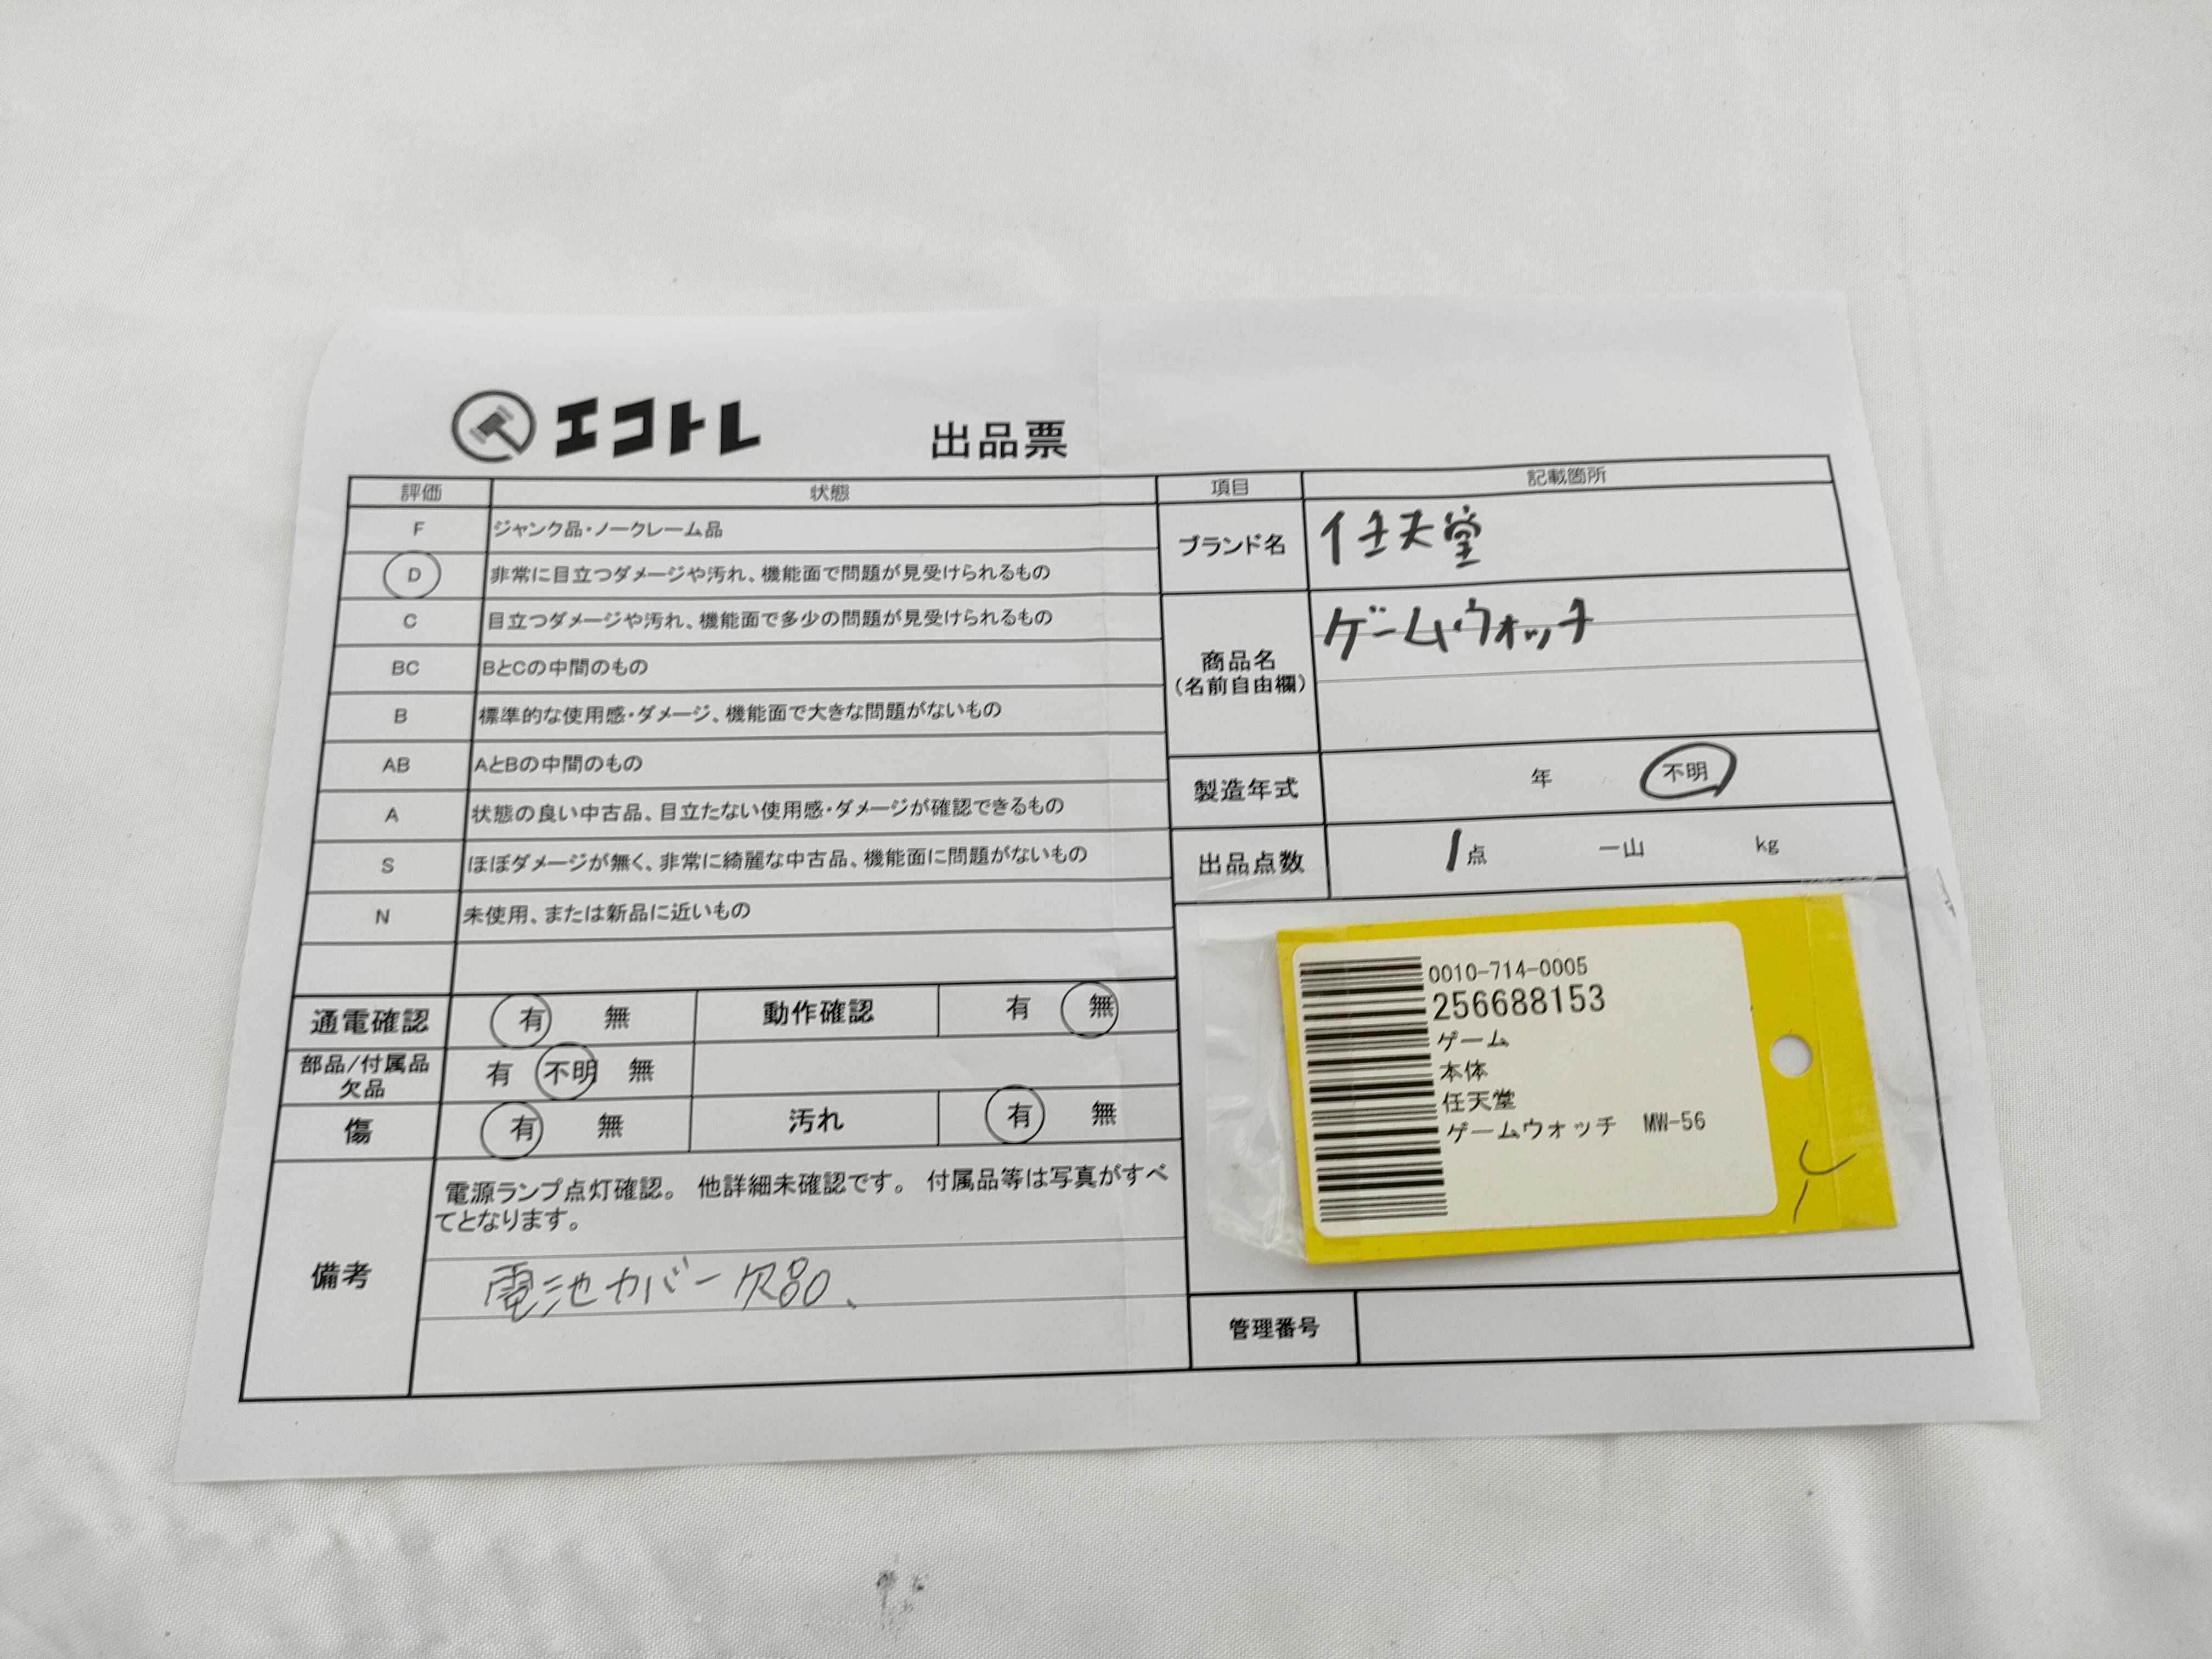 エコトレ 出品票
評価 状態
F ジャンク品・ノークレーム品
D 非常に目立つダメージや汚れ、機能面で問題が見受けられるもの
C 目立つダメージや汚れ、機能面で多少の問題が見受けられるもの
BC BとCの中間のもの
B 標準的な使用感・ダメージ、機能面で大きな問題がないもの
AB AとBの中間のもの
A 状態の良い中古品、目立たない使用感・ダメージが確認できるもの
S ほぼダメージが無く、非常に綺麗な中古品、機能面に問題がないもの
N 未使用、または新品に近いもの
通電確認 有 無 動作確認 有 無
部品/付属品
欠品
有 不明 無
傷 有 無 汚れ 有 無
備考
電源ランプ点灯確認。 他詳細未確認です。 付属品等は写真がすべ
てとなります。
電池カバー欠品、
項目 記載箇所
ブランド名 任天堂
商品名
(名前自由欄)
ゲームウォッチ
製造年式 年 不明
出品点数 1点 一山 kg
0010-714-0005
256688153
ゲーム
本体
任天堂
ゲームウォッチ MW-56
管理番号